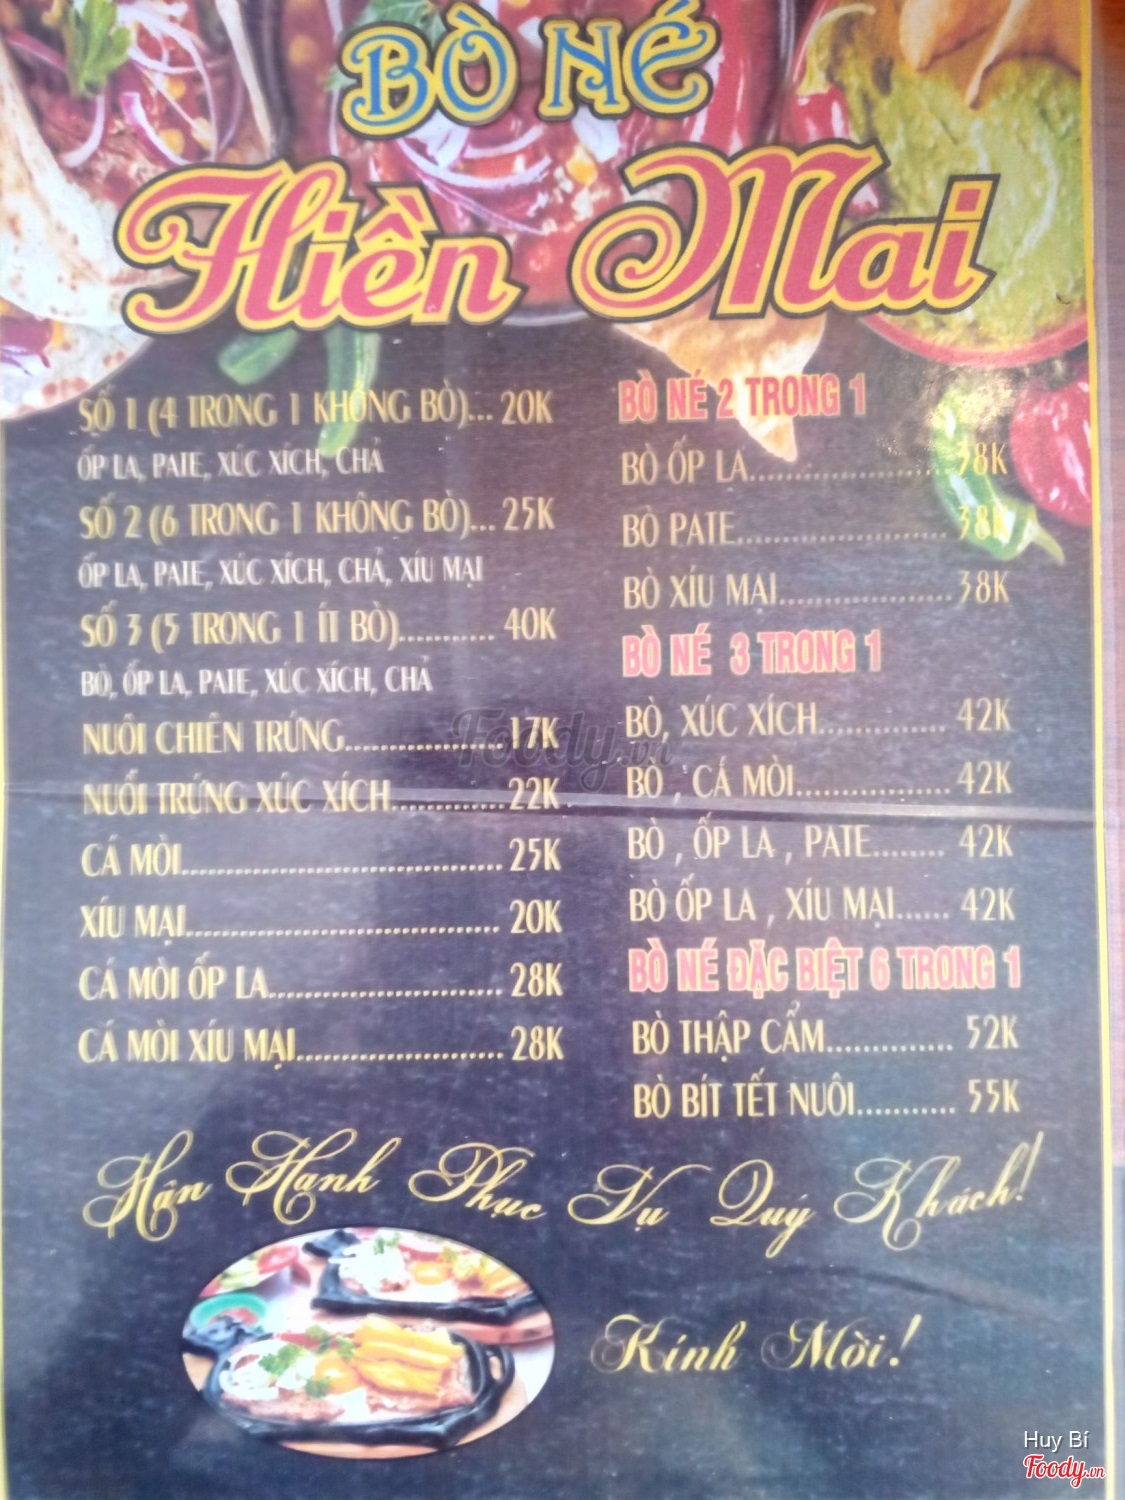 BÒ NÉ
Hiền Mai
SỐ 1 (4 TRONG 1 KHÔNG BÒ)... 20K
ỐP LA, PATE, XÚC XÍCH, CHẢ
SỐ 2 (6 TRONG 1 KHÔNG BÒ)... 25K
ỐP LA, PATE, XÚC XÍCH, CHẢ, XÍU MẠI
SỐ 3 (5 TRONG 1 ÍT BÒ)........... 40K
BÒ, ỐP LA, PATE, XÚC XÍCH, CHẢ
NUÔI CHIÊN TRỨNG..................17K
NUÔI TRỨNG XÚC XÍCH.............22K
CÁ MÒI.................................... 25K
XÍU MẠI................................... 20K
CÁ MÒI ỐP LA.......................... 28K
CÁ MÒI XÍU MẠI....................... 28K
BÒ NÉ 2 TRONG 1
BÒ ỐP LA......................38K
BÒ PATE........................ 38K
BÒ XÍU MẠI...................38K
BÒ NÉ 3 TRONG 1
BÒ, XÚC XÍCH.............. 42K
BÒ , CÁ MÒI................. 42K
BÒ , ỐP LA , PATE........ 42K
BÒ ỐP LA , XÍU MẠI...... 42K
BÒ NÉ ĐẶC BIỆT 6 TRONG 1
BÒ THẬP CẨM.............. 52K
BÒ BÍT TẾT NUÔI........... 55K
Hân Hạnh Phục Vụ Quý Khách!
Kính Mời!
Foody.vn
Huy Bí
Foody.vn